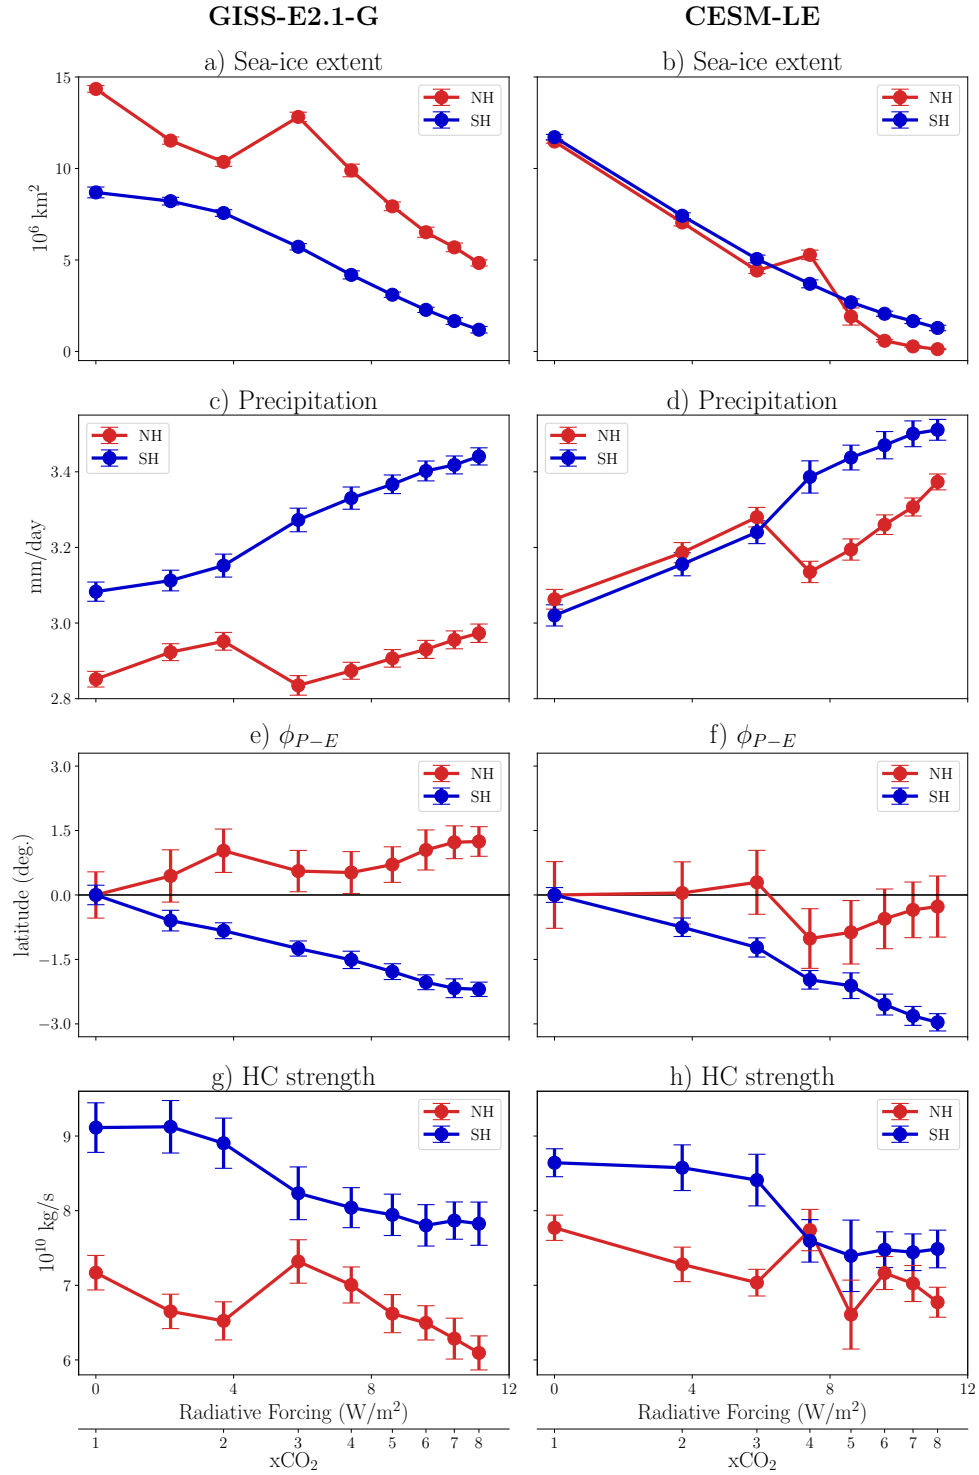 GISS-E2.1-G CESM-LE
a) Sea-ice extent b) Sea-ice extent
15
10
5
0
10⁶ km²
NH
SH
NH
SH
c) Precipitation d) Precipitation
3.4
3.2
3.0
2.8
mm/day
NH
SH
NH
SH
e) ϕP−E f) ϕP−E
3.0
1.5
0.0
−1.5
−3.0
latitude (deg.)
NH
SH
NH
SH
g) HC strength h) HC strength
9
8
7
6
10¹⁰ kg/s
NH
SH
NH
SH
0 4 8 12 0 4 8 12
Radiative Forcing (W/m²) Radiative Forcing (W/m²)
1 2 3 4 5 6 7 8 1 2 3 4 5 6 7 8
xCO₂ xCO₂